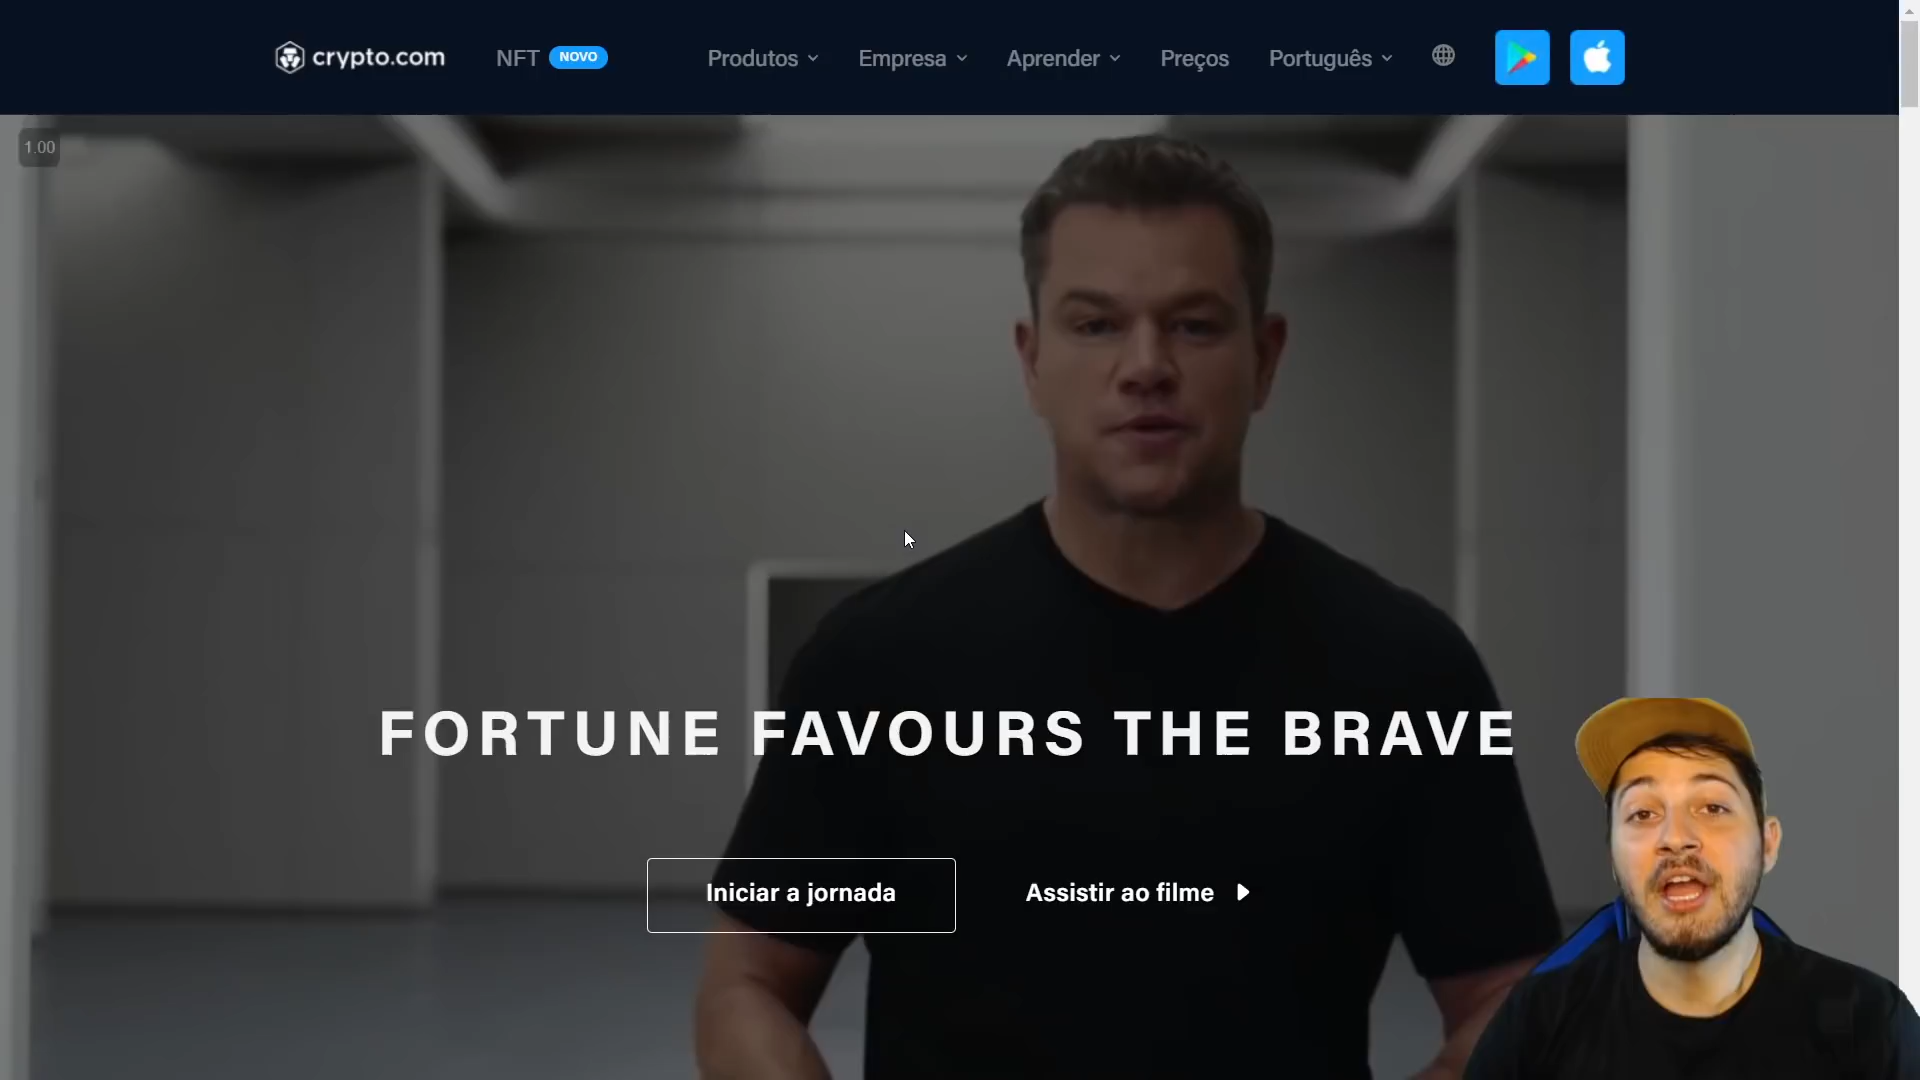 crypto.com
NFT NOVO
Produtos
Empresa
Aprender
Preços
Português
1.00
FORTUNE FAVOURS THE BRAVE
Iniciar a jornada
Assistir ao filme